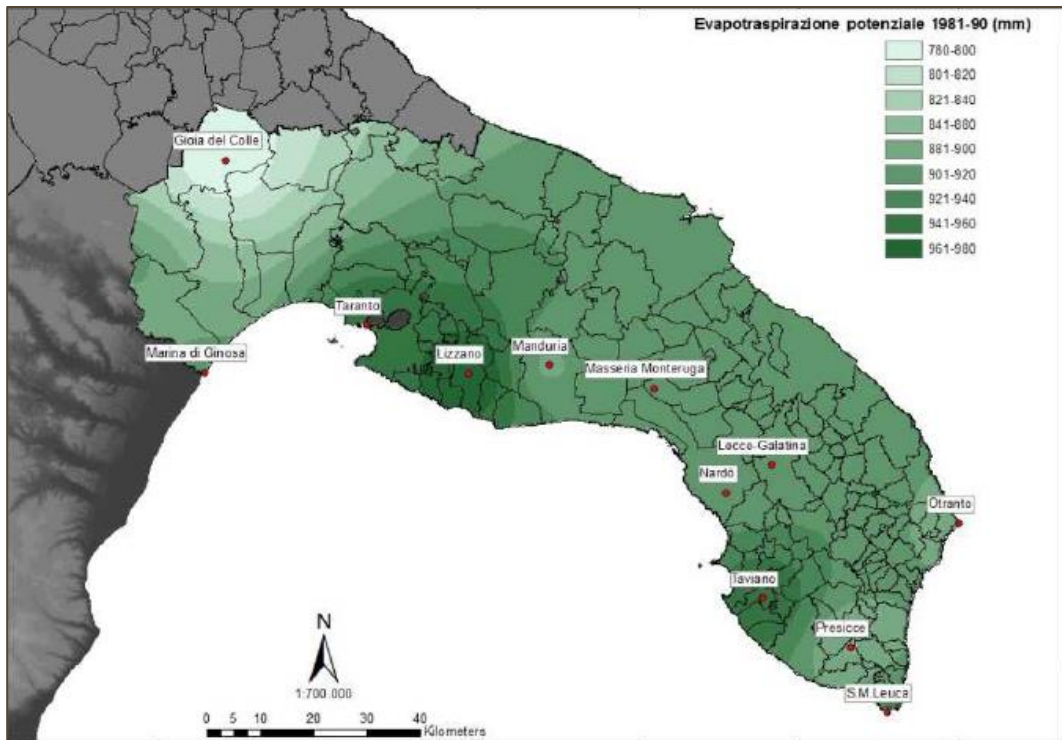 Evapotraspirazione potenziale 1981-90 (mm)
780-800
801-820
821-840
841-880
881-900
901-920
921-940
941-960
961-980
Gioia del Colle
Taranto
Marina di Ginosa
Lizzano
Manduria
Masseria Monteruga
Lecce-Galatina
Nardò
Otranto
Taviano
Presicce
S.M.Leuca
N
1:700.000
0 5 10 20 30 40
Kilometers